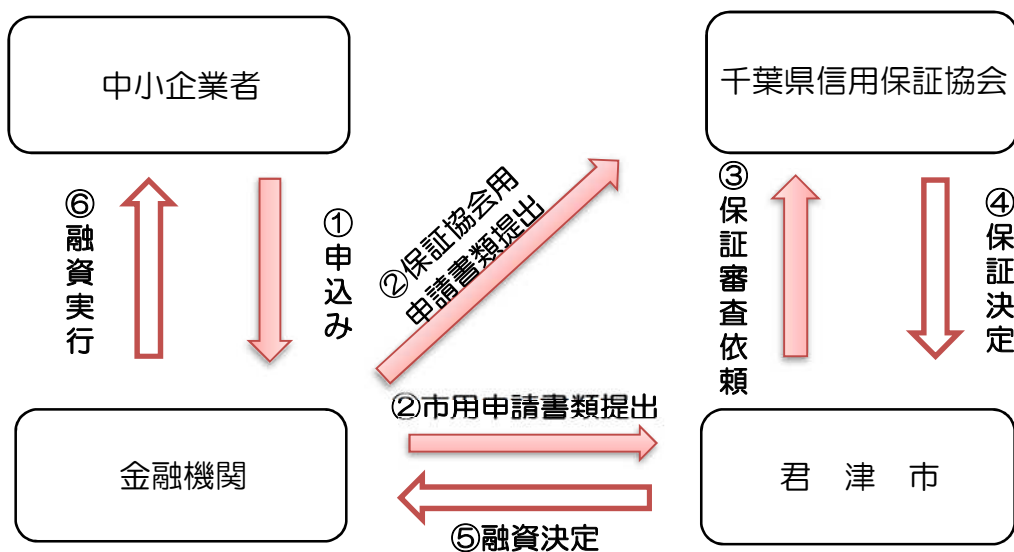 中小企業者
千葉県信用保証協会
⑥融資実行
①申込み
②保証協会用
申請書類提出
③保証審査依頼
④保証決定
②市用申請書類提出
金融機関
君　津　市
⑤融資決定